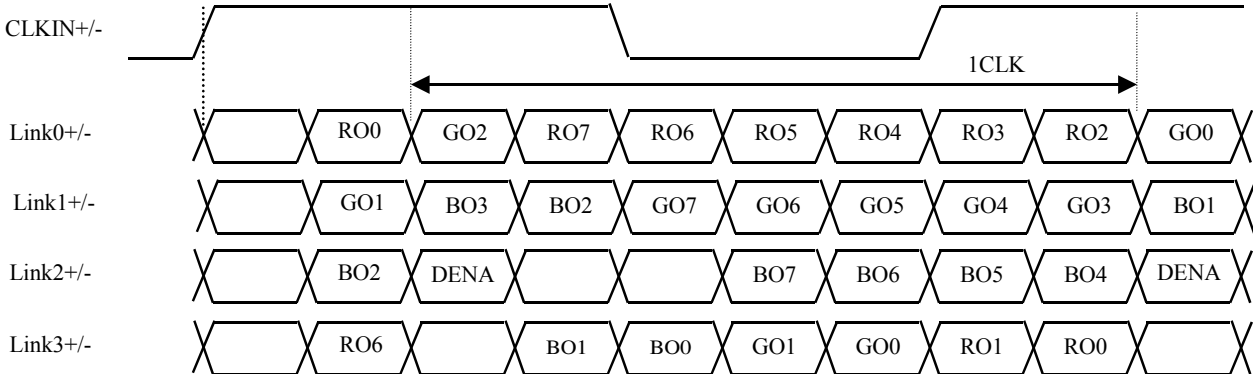 CLKIN+/-
1CLK
Link0+/- RO0 GO2 RO7 RO6 RO5 RO4 RO3 RO2 GO0
Link1+/- GO1 BO3 BO2 GO7 GO6 GO5 GO4 GO3 BO1
Link2+/- BO2 DENA BO7 BO6 BO5 BO4 DENA
Link3+/- RO6 BO1 BO0 GO1 GO0 RO1 RO0